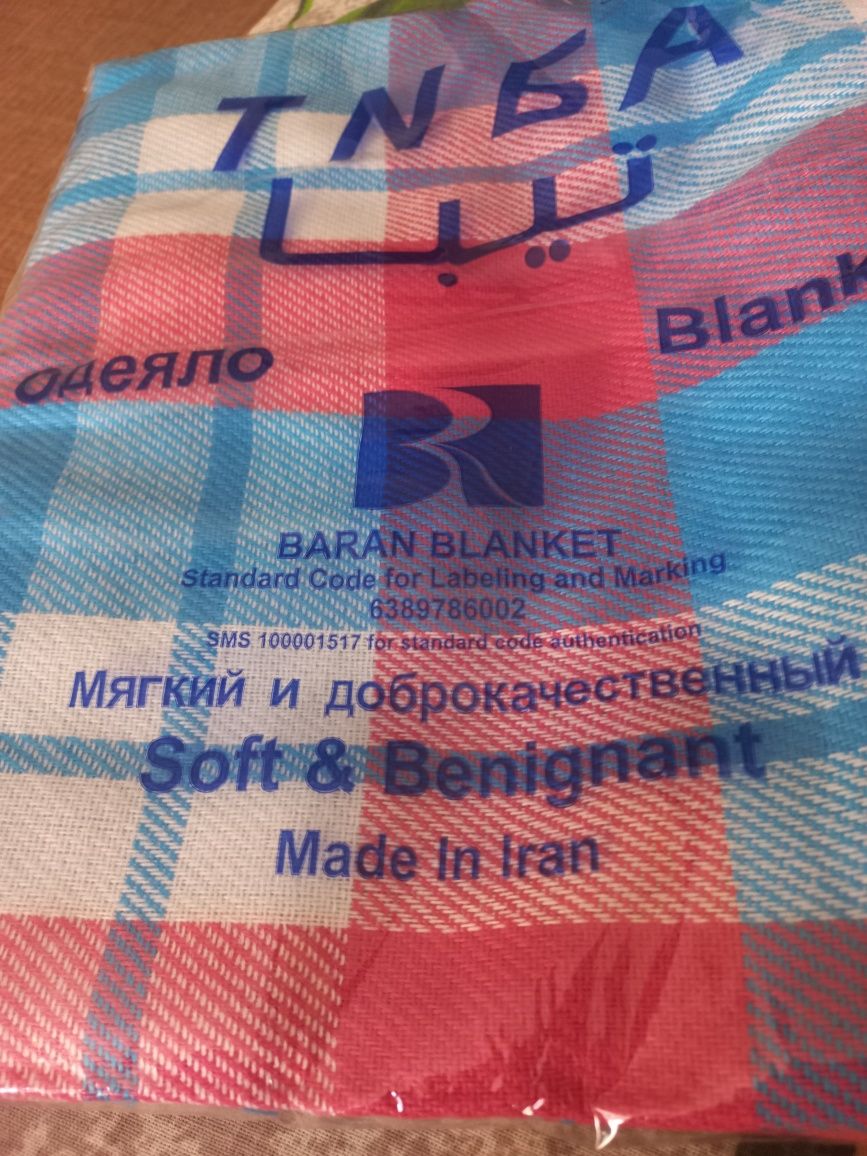 TNБA
تیبا
одеяло
Blank
BARAN BLANKET
Standard Code for Labeling and Marking
6389786002
SMS 100001517 for standard code authentication
Мягкий и доброкачественный
Soft & Benignant
Made In Iran